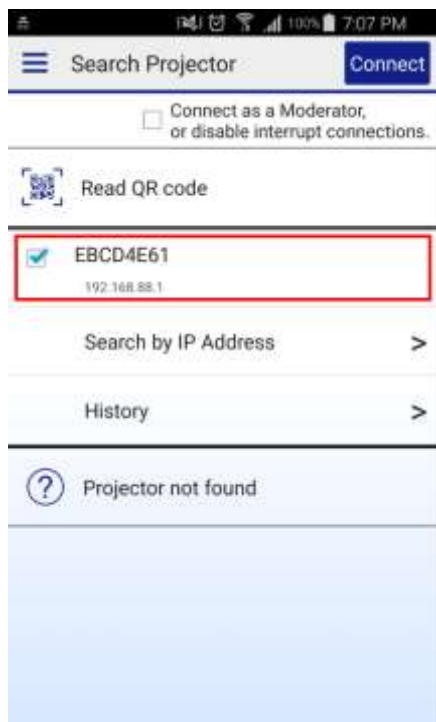 100% 7:07 PM
Search Projector
Connect
Connect as a Moderator,
or disable interrupt connections.
Read QR code
EBCD4E61
192.168.88.1
Search by IP Address >
History >
? Projector not found